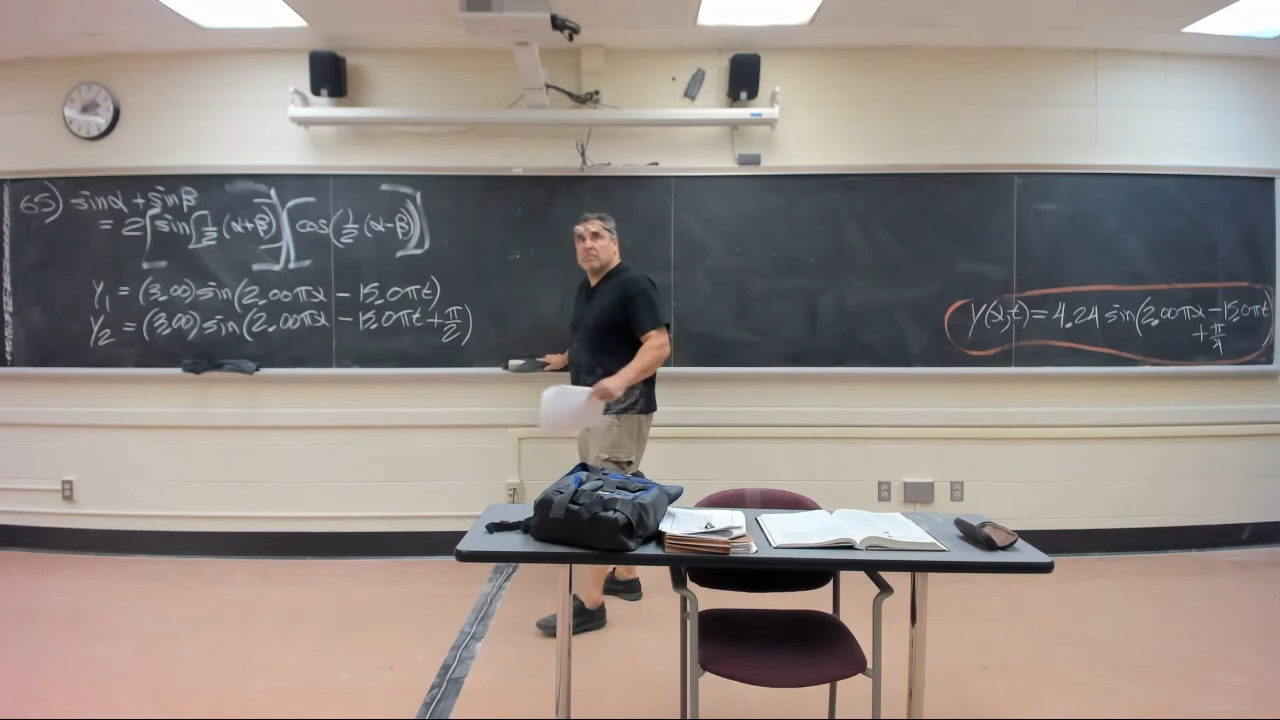 65) sinα + sinβ
= 2[sin[½(α+β)]][cos(½(α-β))]
Y₁ = (3.00) sin(2.00πx - 15.0πt)
Y₂ = (3.00) sin(2.00πx - 15.0πt + π/2)
Y(x,t) = 4.24 sin(2.00πx - 15.0πt
+ π/4)